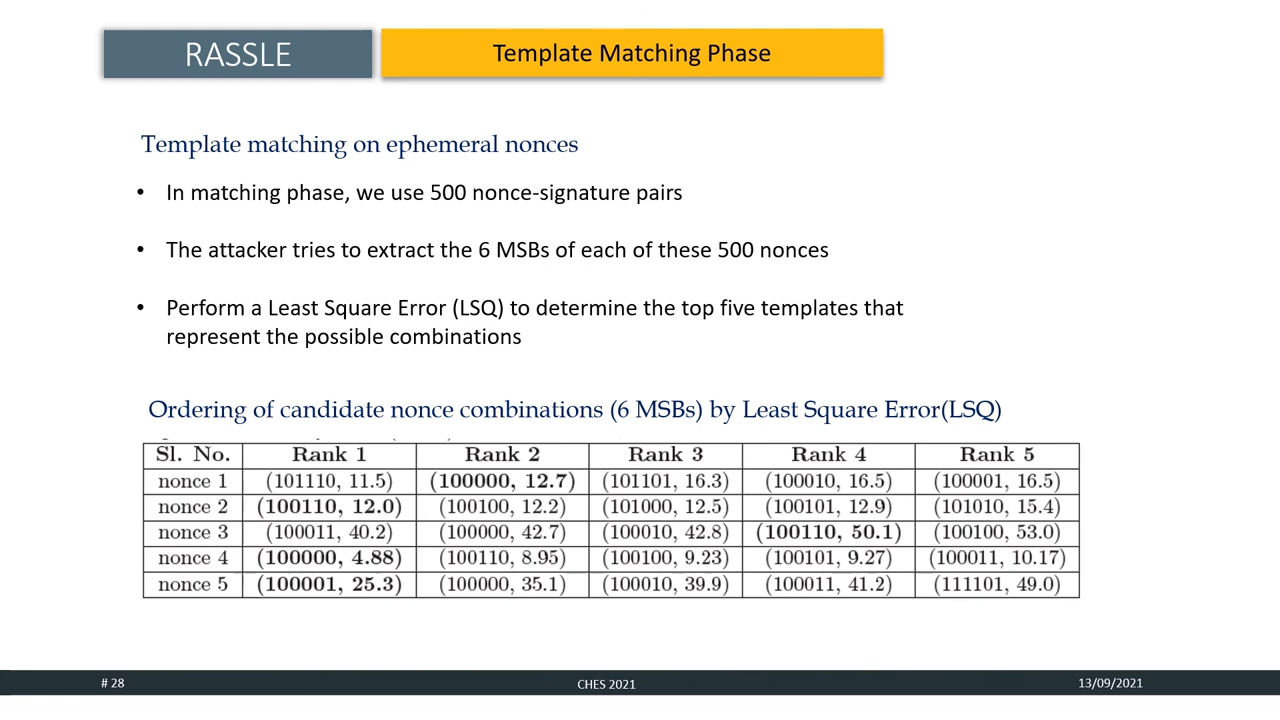 RASSLE
Template Matching Phase
Template matching on ephemeral nonces
• In matching phase, we use 500 nonce-signature pairs
• The attacker tries to extract the 6 MSBs of each of these 500 nonces
• Perform a Least Square Error (LSQ) to determine the top five templates that
represent the possible combinations
Ordering of candidate nonce combinations (6 MSBs) by Least Square Error(LSQ)
Sl. No. Rank 1 Rank 2 Rank 3 Rank 4 Rank 5
nonce 1 (101110, 11.5) (100000, 12.7) (101101, 16.3) (100010, 16.5) (100001, 16.5)
nonce 2 (100110, 12.0) (100100, 12.2) (101000, 12.5) (100101, 12.9) (101010, 15.4)
nonce 3 (100011, 40.2) (100000, 42.7) (100010, 42.8) (100110, 50.1) (100100, 53.0)
nonce 4 (100000, 4.88) (100110, 8.95) (100100, 9.23) (100101, 9.27) (100011, 10.17)
nonce 5 (100001, 25.3) (100000, 35.1) (100010, 39.9) (100011, 41.2) (111101, 49.0)
# 28 CHES 2021 13/09/2021